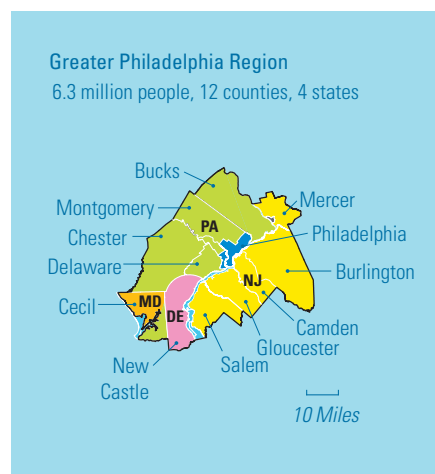 Greater Philadelphia Region
6.3 million people, 12 counties, 4 states
Bucks
Montgomery
Mercer
PA
Chester
Philadelphia
Delaware
Burlington
NJ
Cecil
MD
DE
Camden
Gloucester
New
Castle
Salem
10 Miles